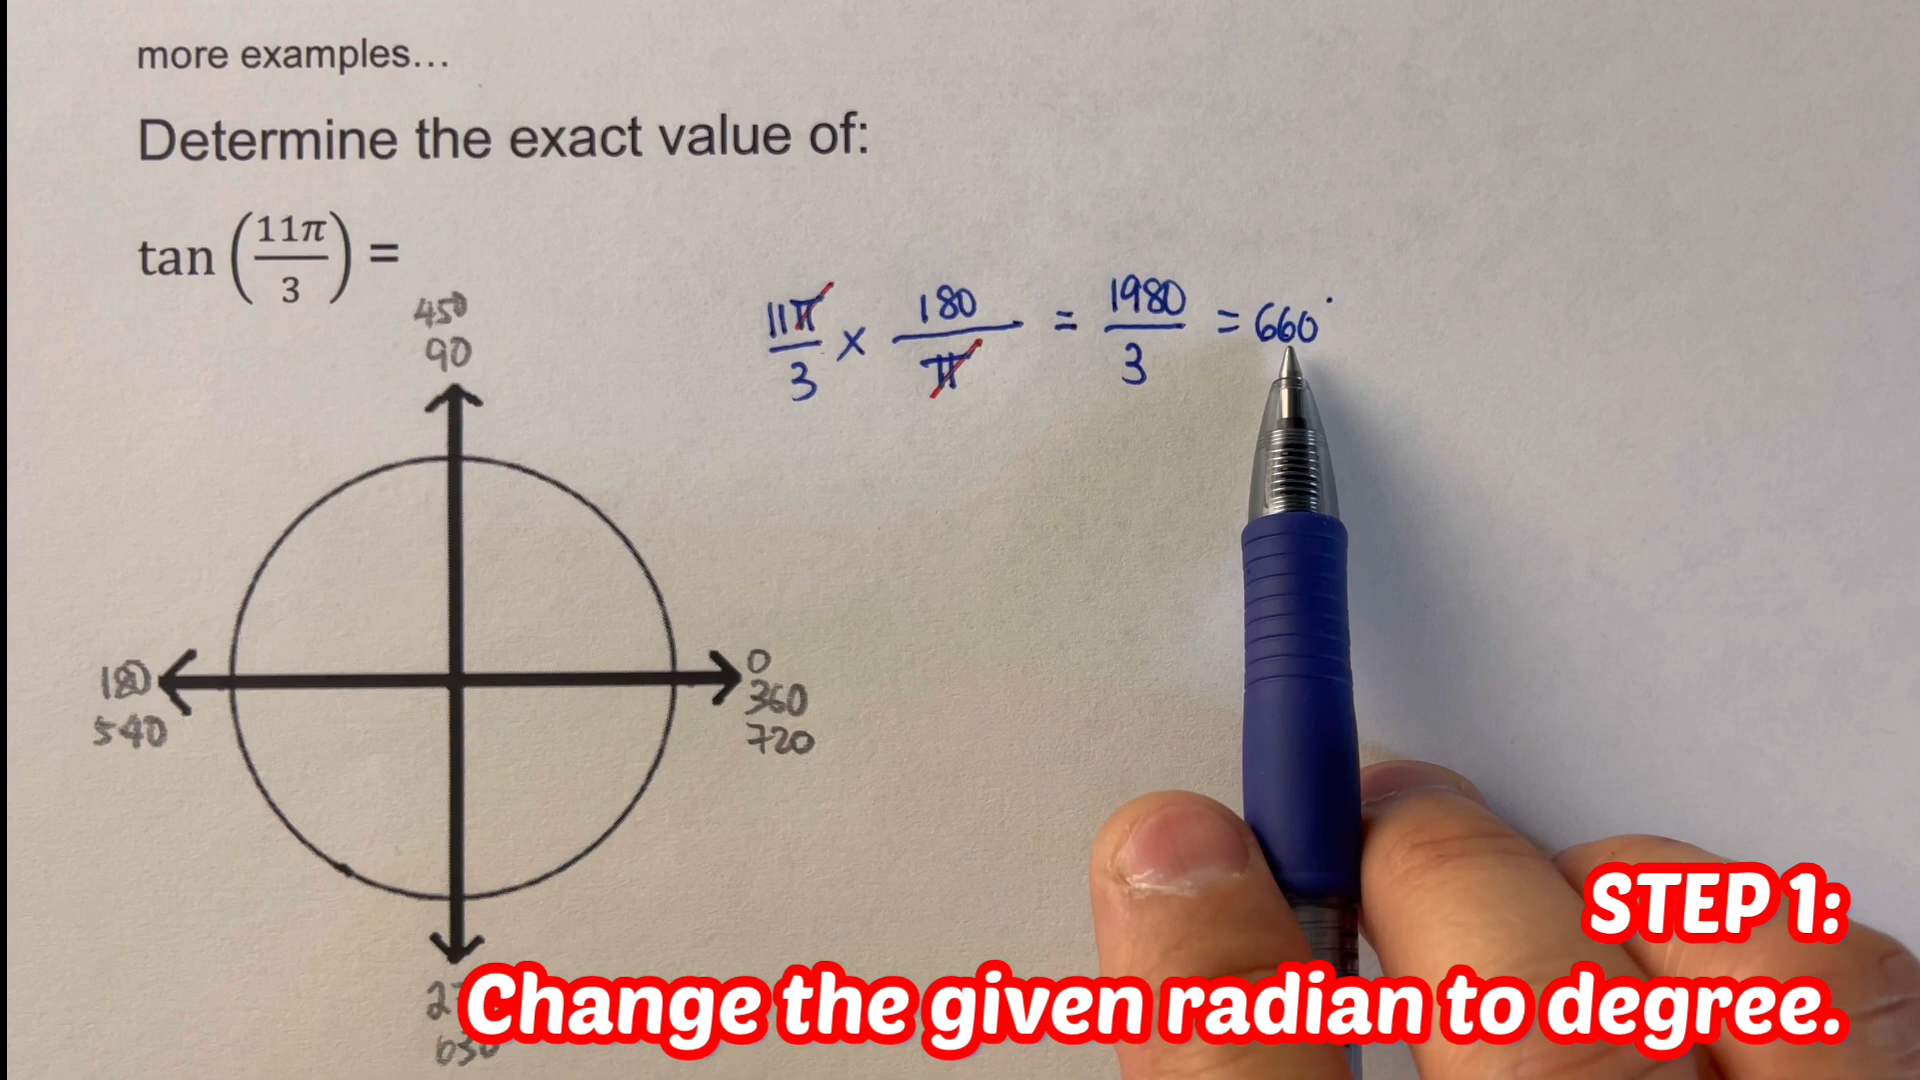 more examples...
Determine the exact value of:
tan (11π/3) =
11π/3 × 180/π = 1980/3 = 660°
450
90
180
540
0
360
720
630
STEP 1:
Change the given radian to degree.